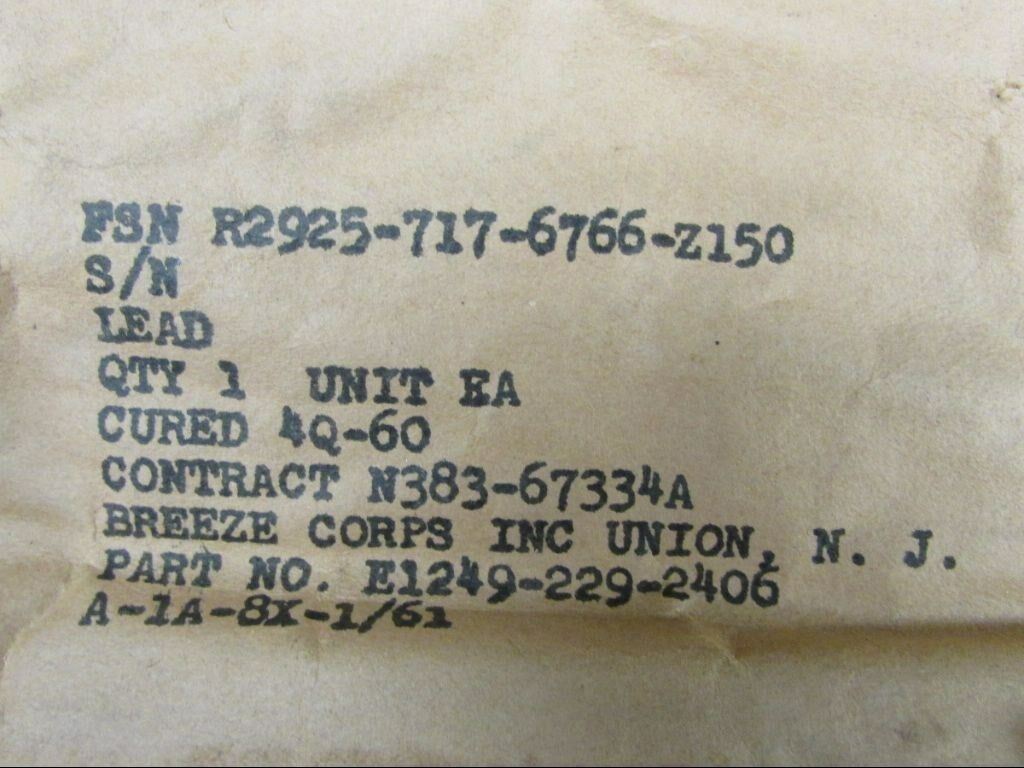 FSN R2925-717-6766-Z150
S/N
LEAD
QTY 1 UNIT EA
CURED 4Q-60
CONTRACT N383-67334A
BREEZE CORPS INC UNION, N. J.
PART NO. E1249-229-2406
A-1A-8X-1/61